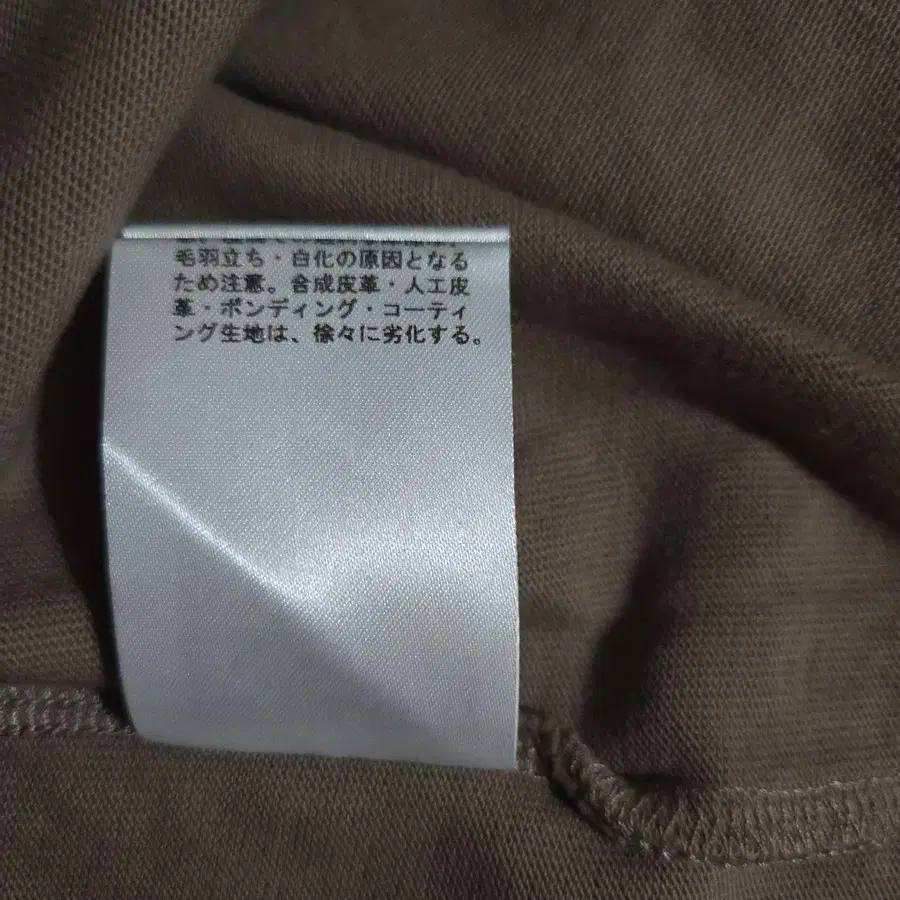 毛羽立ち・白化の原因となる
ため注意。合成皮革・人工皮
革・ボンディング・コーティ
ング生地は、徐々に劣化する。